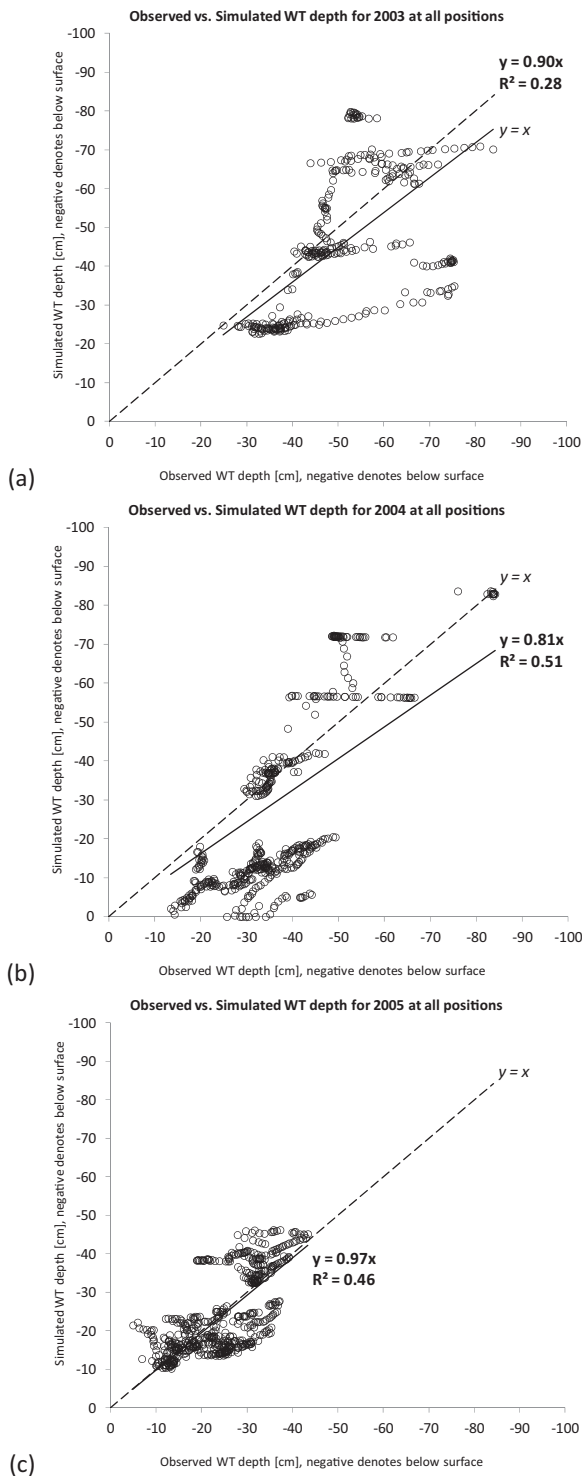 Observed vs. Simulated WT depth for 2003 at all positions
Simulated WT depth [cm], negative denotes below surface
-100
-90
-80
-70
-60
-50
-40
-30
-20
-10
0
y = 0.90x
R² = 0.28
y = x
0 -10 -20 -30 -40 -50 -60 -70 -80 -90 -100
Observed WT depth [cm], negative denotes below surface
(a)
Observed vs. Simulated WT depth for 2004 at all positions
Simulated WT depth [cm], negative denotes below surface
-100
-90
-80
-70
-60
-50
-40
-30
-20
-10
0
y = x
y = 0.81x
R² = 0.51
0 -10 -20 -30 -40 -50 -60 -70 -80 -90 -100
Observed WT depth [cm], negative denotes below surface
(b)
Observed vs. Simulated WT depth for 2005 at all positions
Simulated WT depth [cm], negative denotes below surface
-100
-90
-80
-70
-60
-50
-40
-30
-20
-10
0
y = x
y = 0.97x
R² = 0.46
0 -10 -20 -30 -40 -50 -60 -70 -80 -90 -100
Observed WT depth [cm], negative denotes below surface
(c)